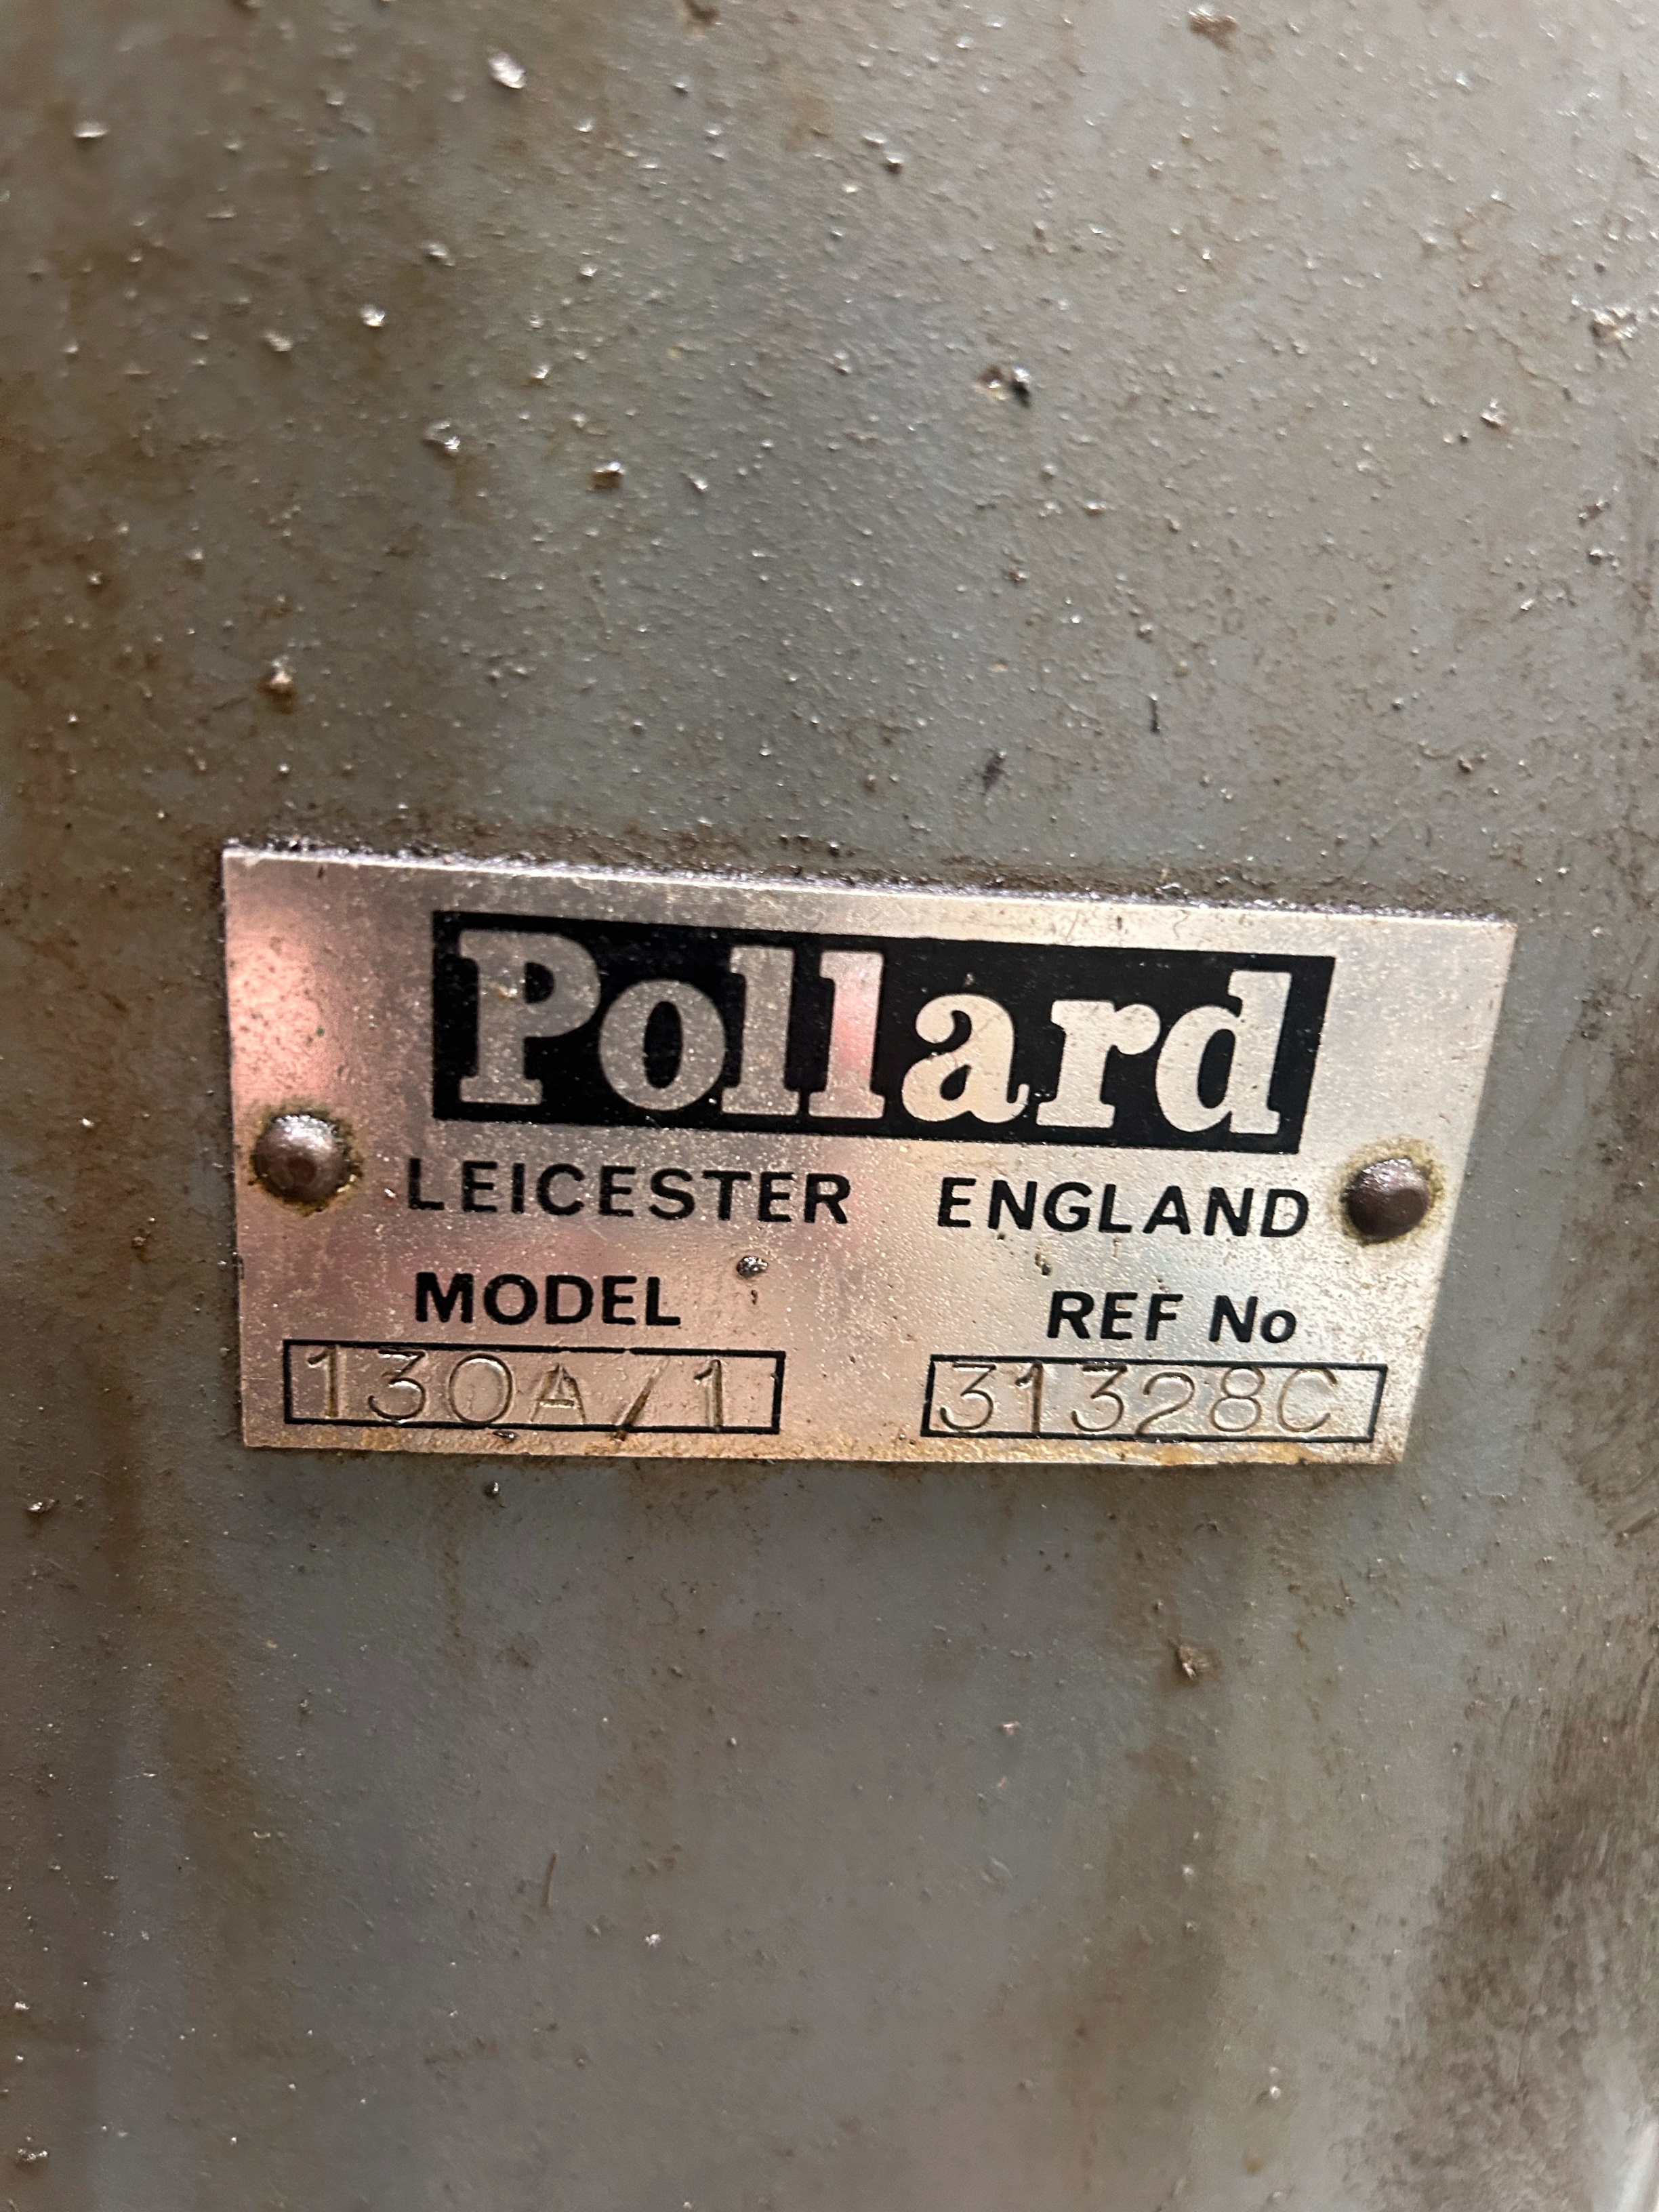 Pollard
LEICESTER ENGLAND
MODEL REF No
130A/1 31328C